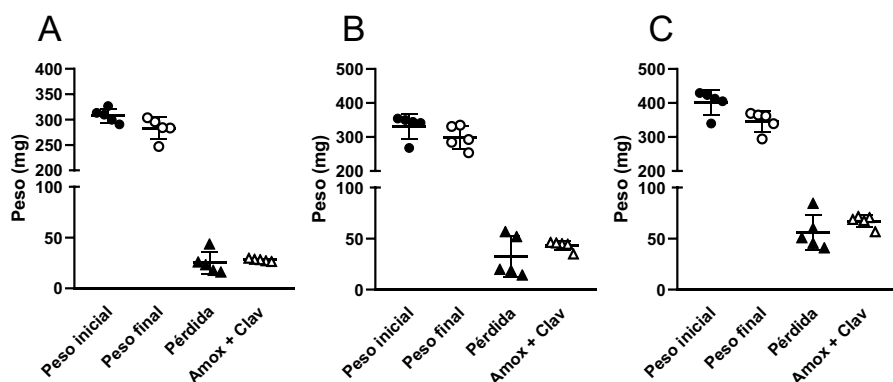 A
B
C
Peso (mg)
400
350
300
250
200
100
50
0
Peso inicial
Peso final
Pérdida
Amox + Clav
Peso (mg)
500
400
300
200
100
50
0
Peso inicial
Peso final
Pérdida
Amox + Clav
Peso (mg)
500
400
300
200
100
50
0
Peso inicial
Peso final
Pérdida
Amox + Clav